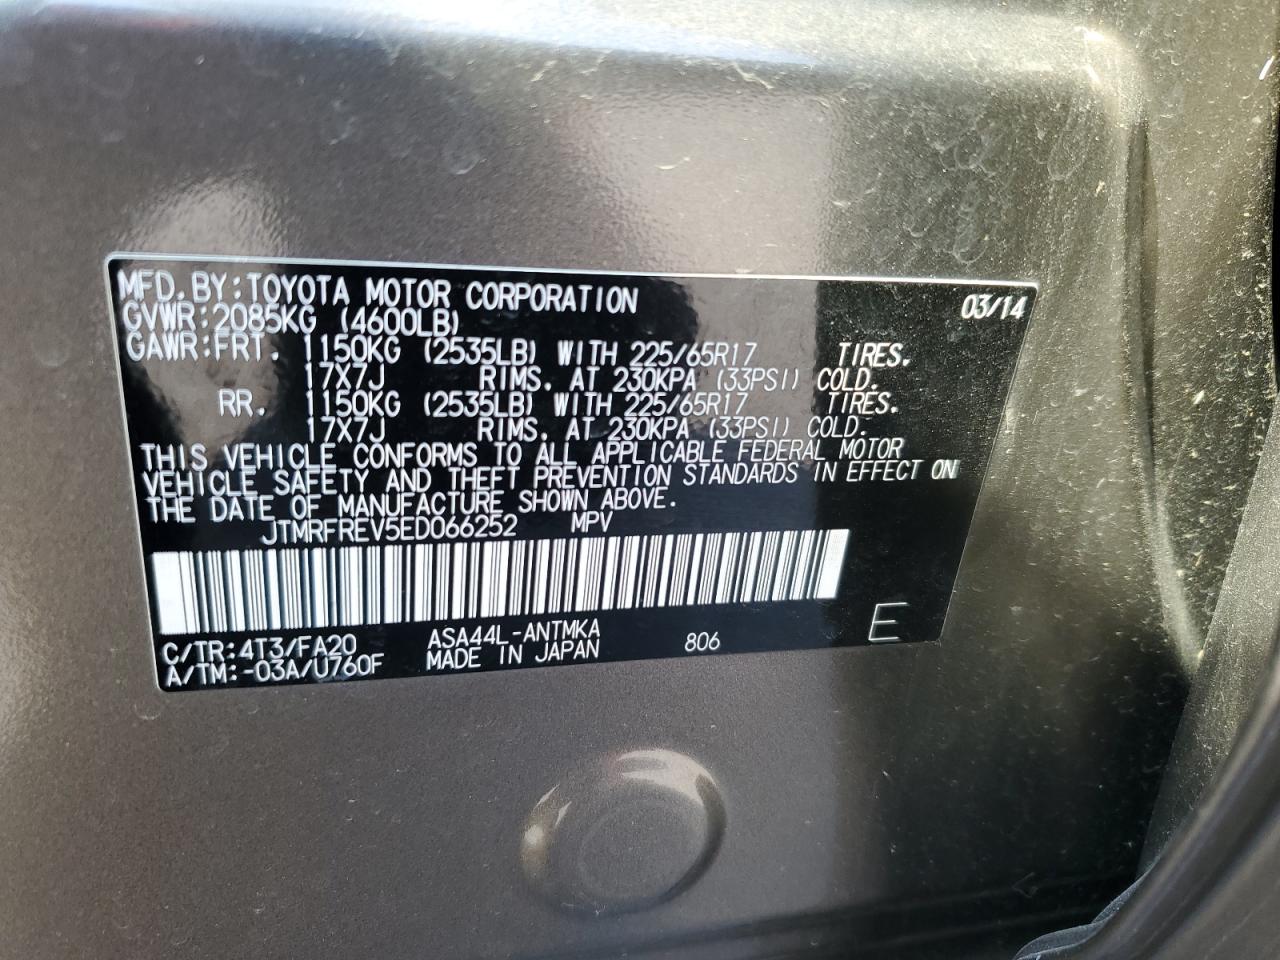 MFD. BY: TOYOTA MOTOR CORPORATION 03/14
GVWR: 2085KG (4600LB)
GAWR: FRT. 1150KG (2535LB) WITH 225/65R17 TIRES.
17X7J RIMS. AT 230KPA (33PSI) COLD.
RR. 1150KG (2535LB) WITH 225/65R17 TIRES.
17X7J RIMS. AT 230KPA (33PSI) COLD.
THIS VEHICLE CONFORMS TO ALL APPLICABLE FEDERAL MOTOR
VEHICLE SAFETY AND THEFT PREVENTION STANDARDS IN EFFECT ON
THE DATE OF MANUFACTURE SHOWN ABOVE.
JTMRFREV5ED066252 MPV
C/TR: 4T3/FA20 ASA44L-ANTMKA 806 E
A/TM: -03A/U760F MADE IN JAPAN